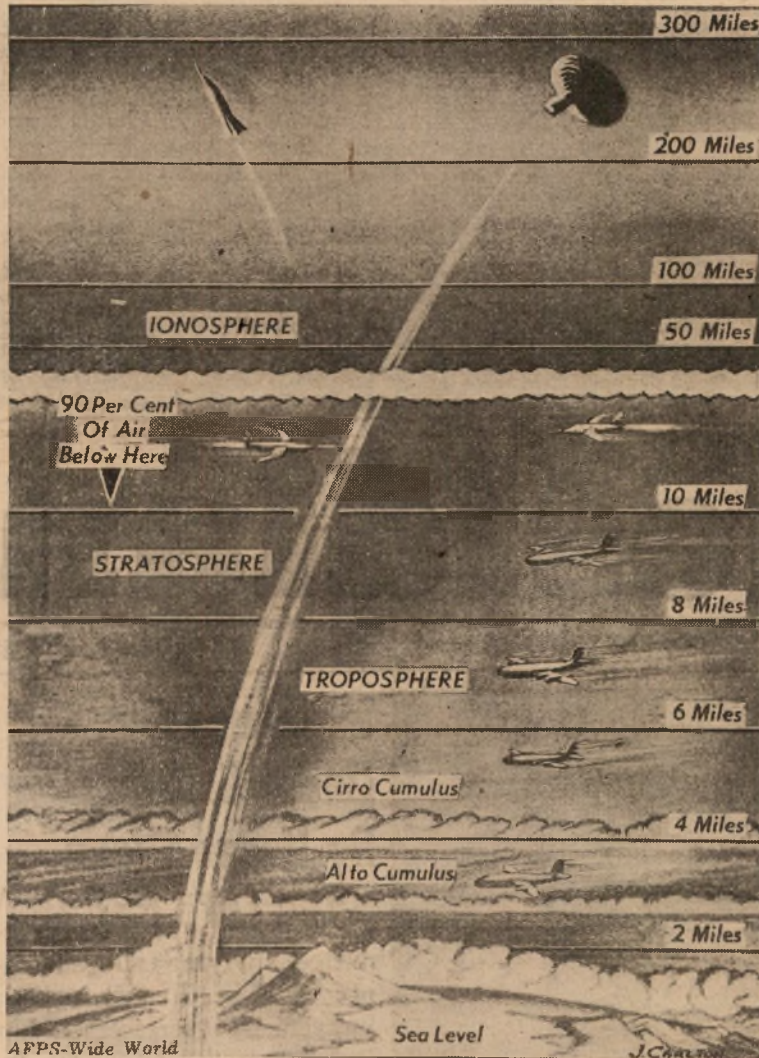 300 Miles
200 Miles
100 Miles
IONOSPHERE
50 Miles
90 Per Cent
Of Air
Below Here
10 Miles
STRATOSPHERE
8 Miles
TROPOSPHERE
6 Miles
Cirro Cumulus
4 Miles
Alto Cumulus
2 Miles
Sea Level
AFPS-Wide World